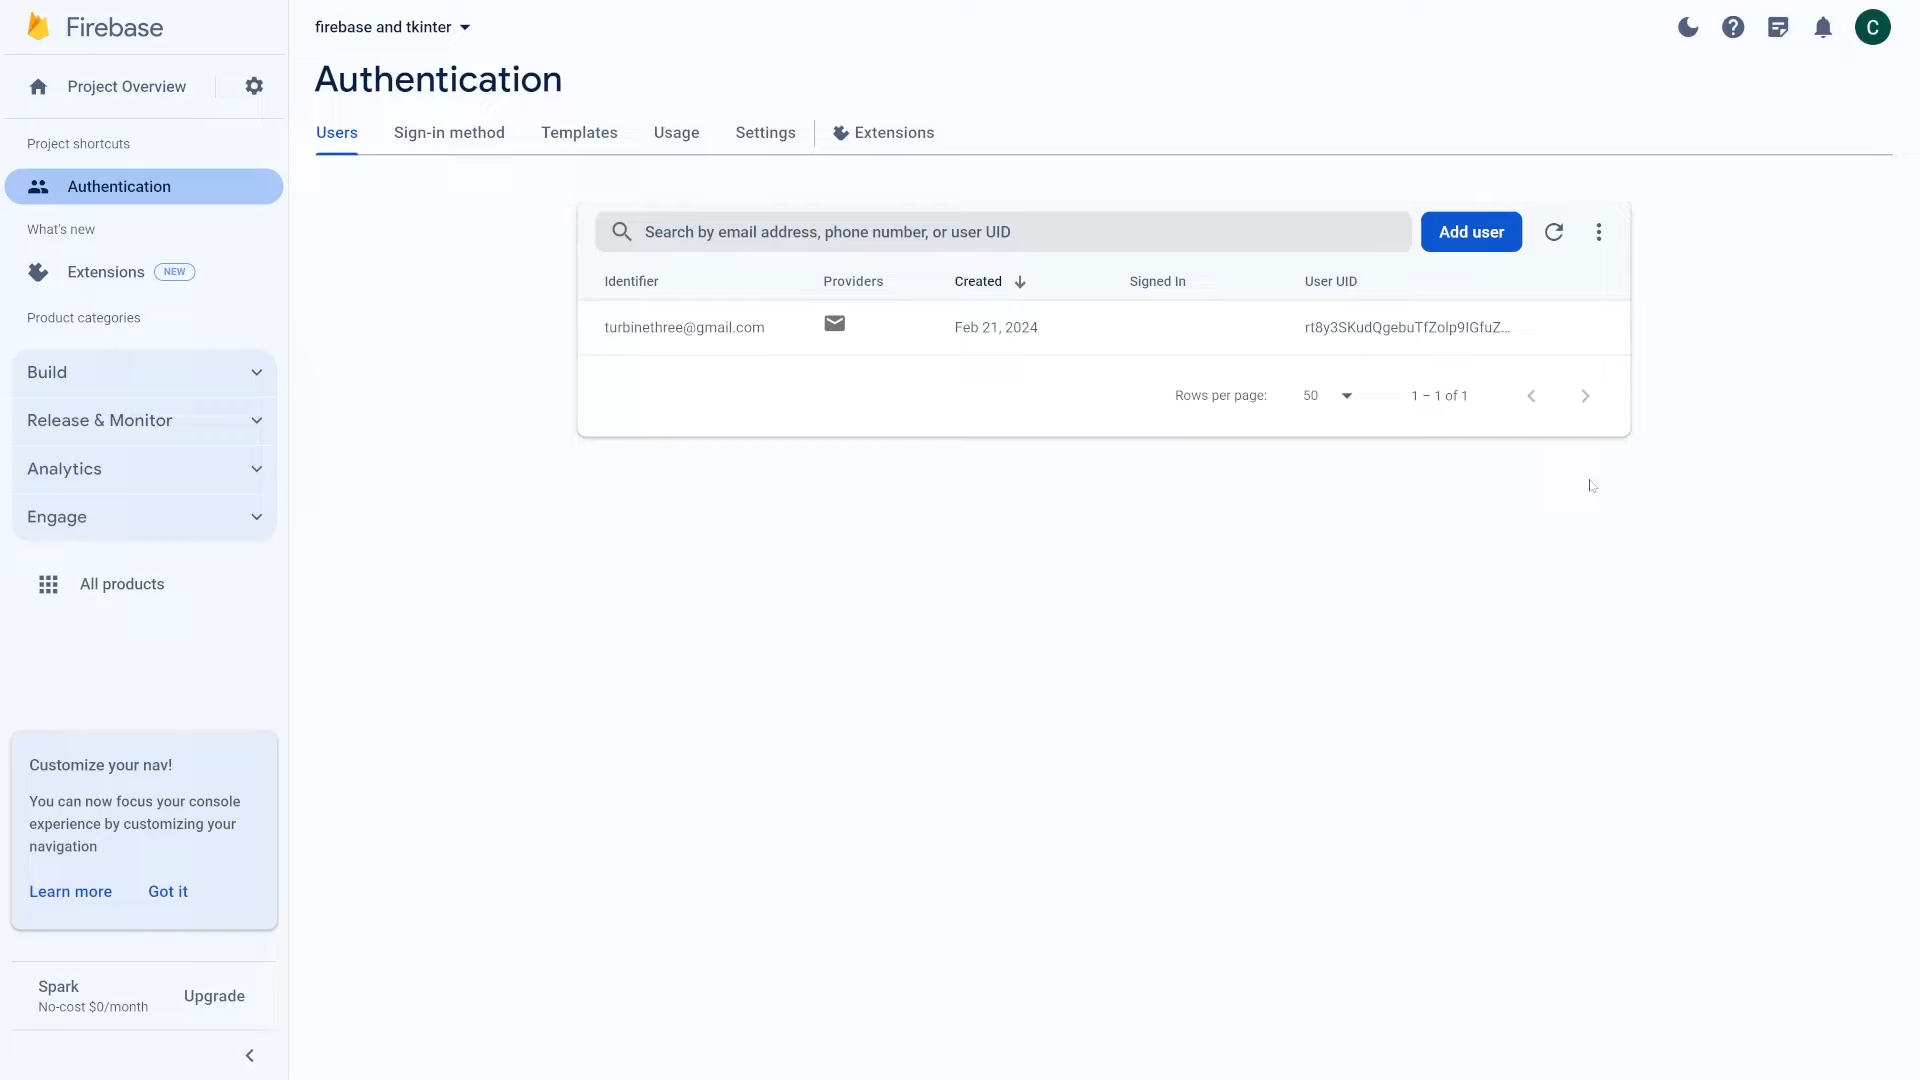 Firebase
Project Overview
Project shortcuts
Authentication
What's new
Extensions NEW
Product categories
Build
Release & Monitor
Analytics
Engage
All products
Customize your nav!
You can now focus your console
experience by customizing your
navigation
Learn more Got it
Spark
No-cost $0/month
Upgrade
firebase and tkinter
C
Authentication
Users Sign-in method Templates Usage Settings Extensions
Search by email address, phone number, or user UID Add user
Identifier Providers Created Signed In User UID
turbinethree@gmail.com Feb 21, 2024 rt8y3SKudQgebuTfZolp9IGfuZ...
Rows per page: 50 1 – 1 of 1